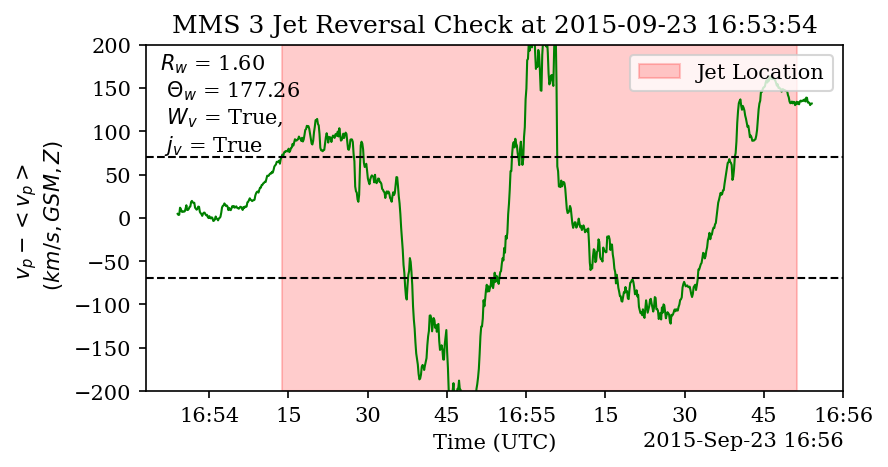 MMS 3 Jet Reversal Check at 2015-09-23 16:53:54
R_w = 1.60
Θ_w = 177.26
W_v = True,
j_v = True
Jet Location
v_p − < v_p >
(km/s, GSM, Z)
200
150
100
50
0
−50
−100
−150
−200
16:54 15 30 45 16:55 15 30 45 16:56
Time (UTC)
2015-Sep-23 16:56